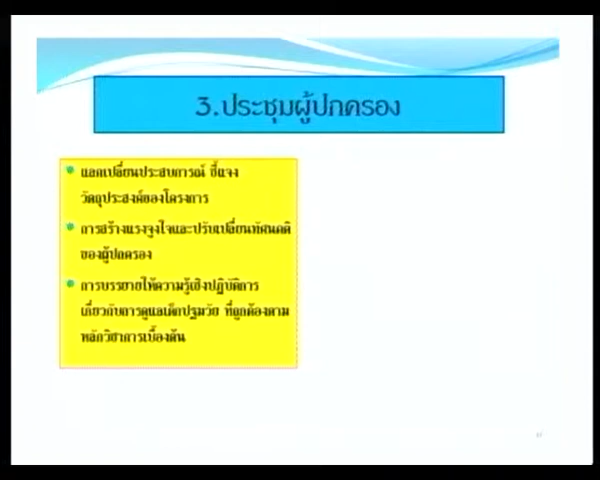 3.ประชุมผู้ปกครอง
แลกเปลี่ยนประสบการณ์ ชี้แจง
วัตถุประสงค์ของโครงการ
การสร้างแรงจูงใจและปรับเปลี่ยนทัศนคติ
ของผู้ปกครอง
การบรรยายให้ความรู้เชิงปฏิบัติการ
เกี่ยวกับการดูแลเด็กปฐมวัย ที่ถูกต้องตาม
หลักวิชาการเบื้องต้น